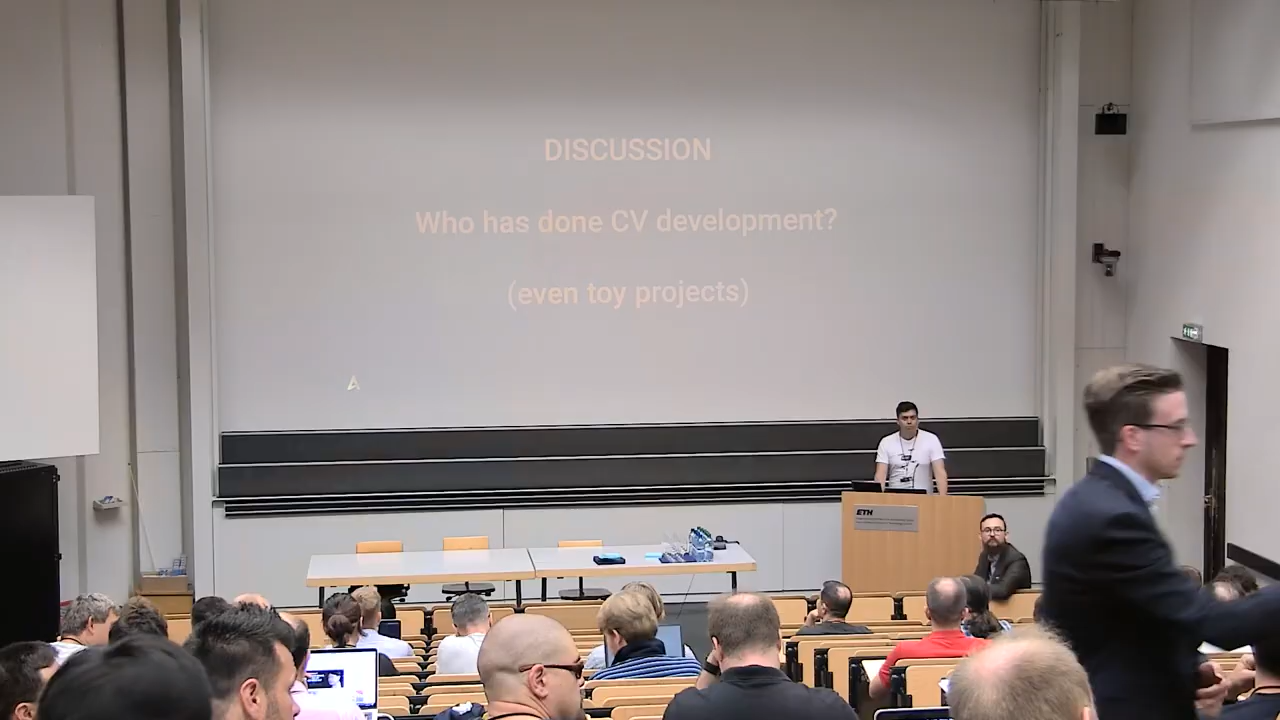 DISCUSSION
Who has done CV development?
(even toy projects)
ETH